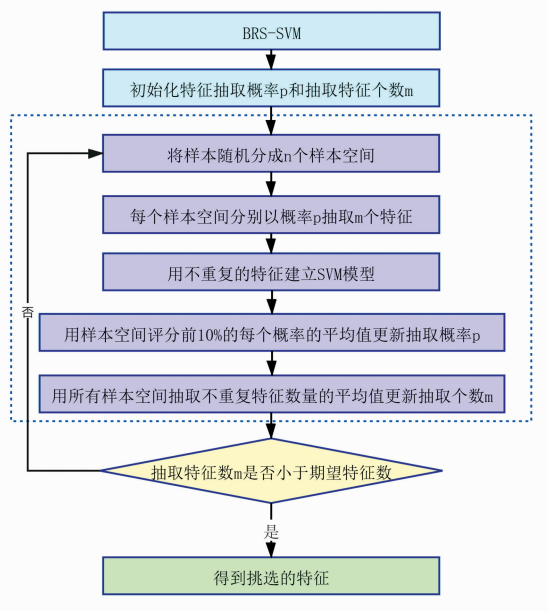 BRS-SVM
初始化特征抽取概率p和抽取特征个数m
将样本随机分成n个样本空间
每个样本空间分别以概率p抽取m个特征
用不重复的特征建立SVM模型
否
用样本空间评分前10%的每个概率的平均值更新抽取概率p
用所有样本空间抽取不重复特征数量的平均值更新抽取个数m
抽取特征数m是否小于期望特征数
是
得到挑选的特征